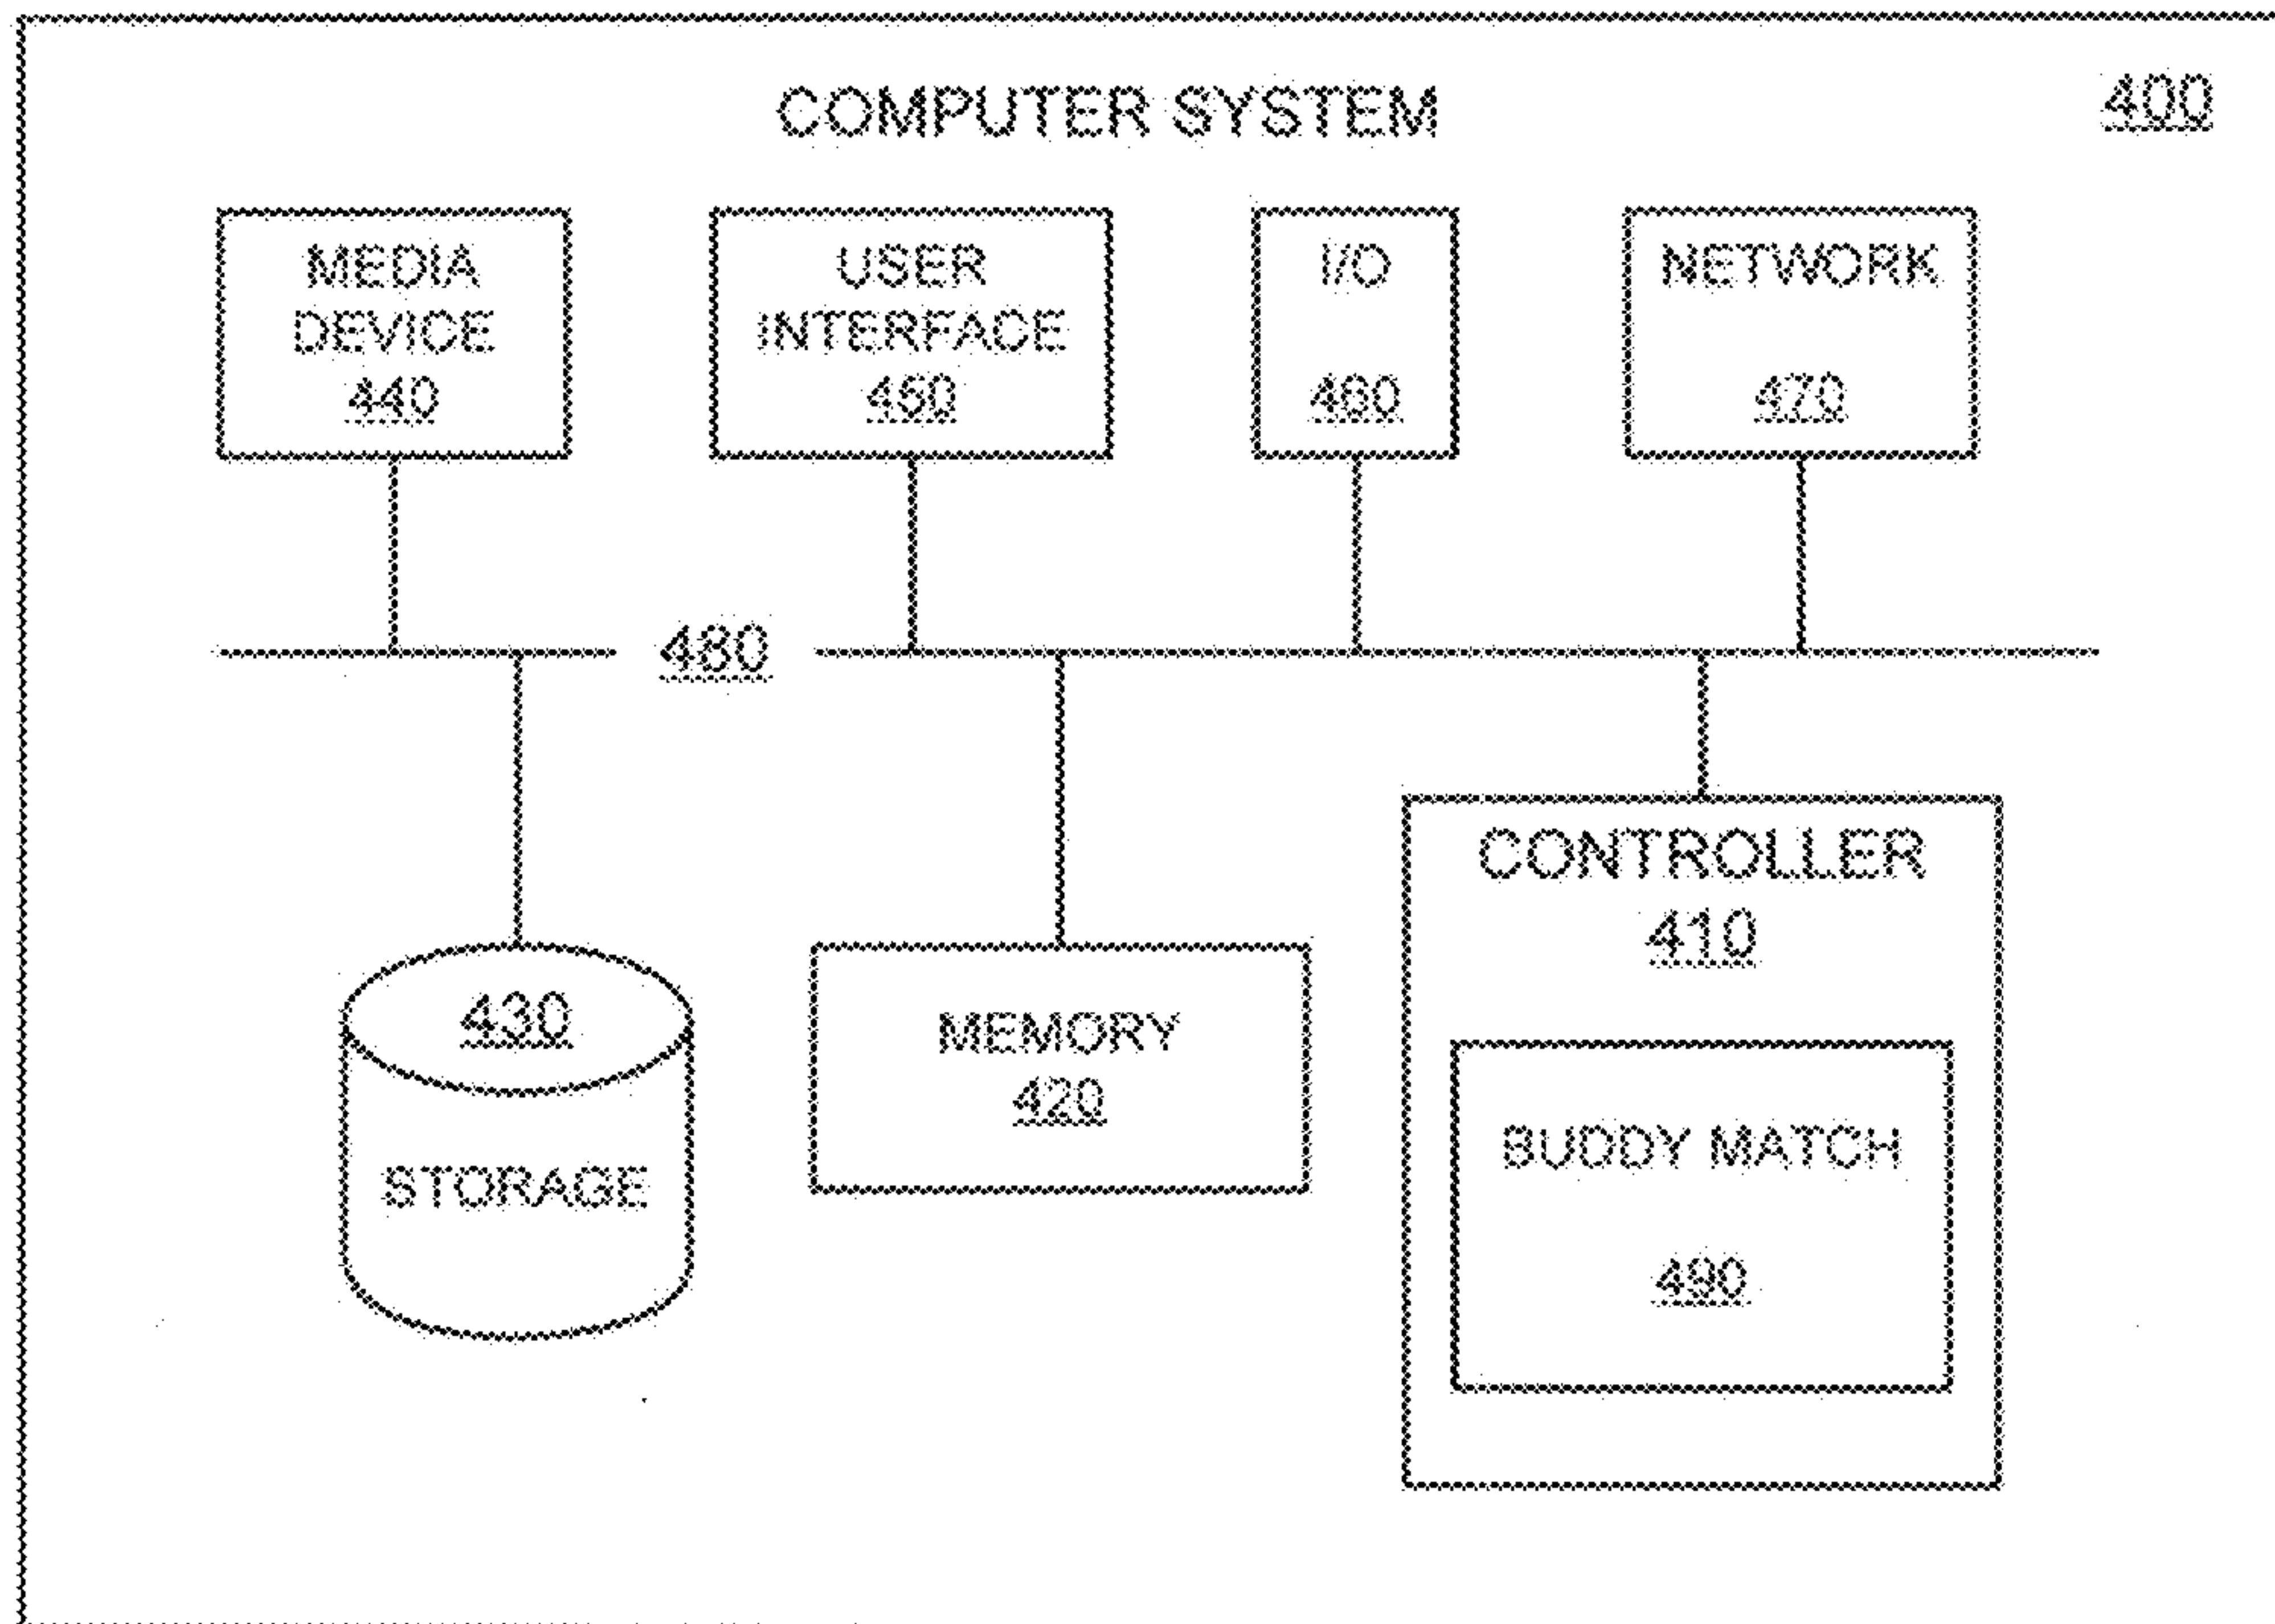 COMPUTER SYSTEM 400
MEDIA
DEVICE
440
USER
INTERFACE
450
I/O
460
NETWORK
470
480
430
STORAGE
MEMORY
420
CONTROLLER
410
BUDDY MATCH
490